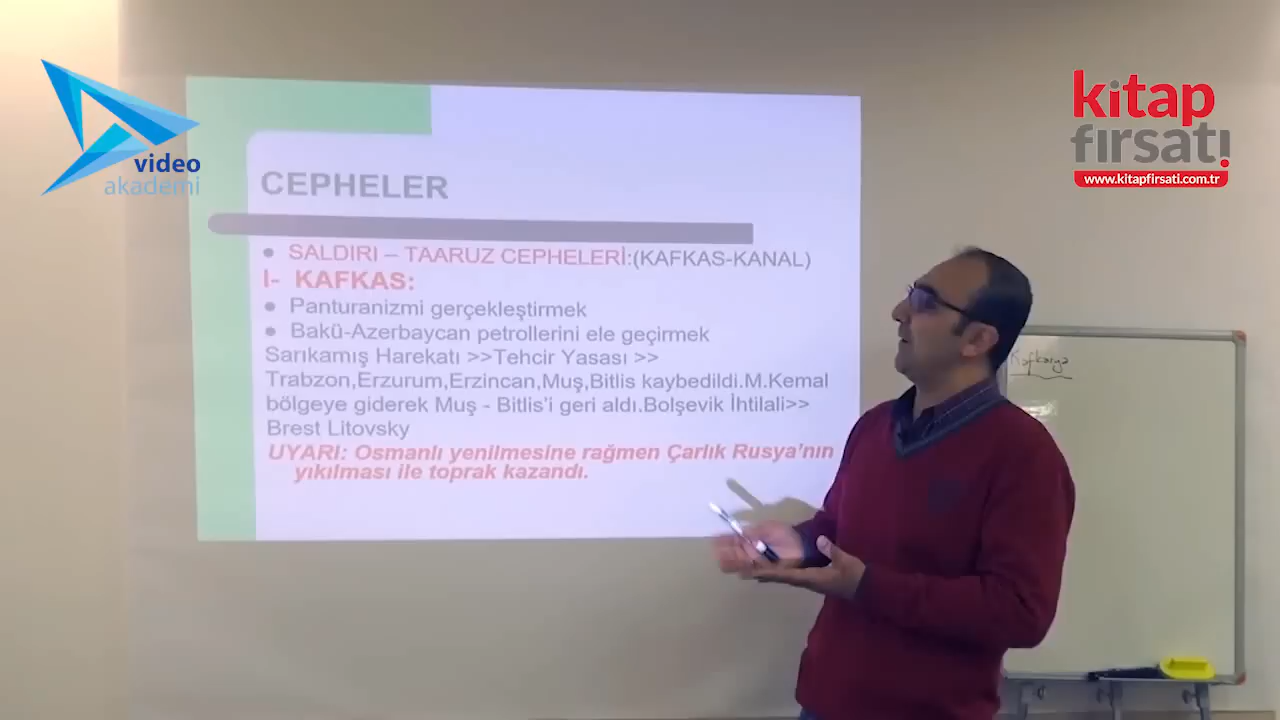 video
akademi
kitap
fırsatı
www.kitapfirsati.com.tr
CEPHELER
● SALDIRI – TAARUZ CEPHELERİ:(KAFKAS-KANAL)
I- KAFKAS:
● Panturanizmi gerçekleştirmek
● Bakü-Azerbaycan petrollerini ele geçirmek
Sarıkamış Harekatı >>Tehcir Yasası >>
Trabzon,Erzurum,Erzincan,Muş,Bitlis kaybedildi.M.Kemal
bölgeye giderek Muş - Bitlis’i geri aldı.Bolşevik İhtilali>>
Brest Litovsky
UYARI: Osmanlı yenilmesine rağmen Çarlık Rusya’nın
yıkılması ile toprak kazandı.
Kafkasya